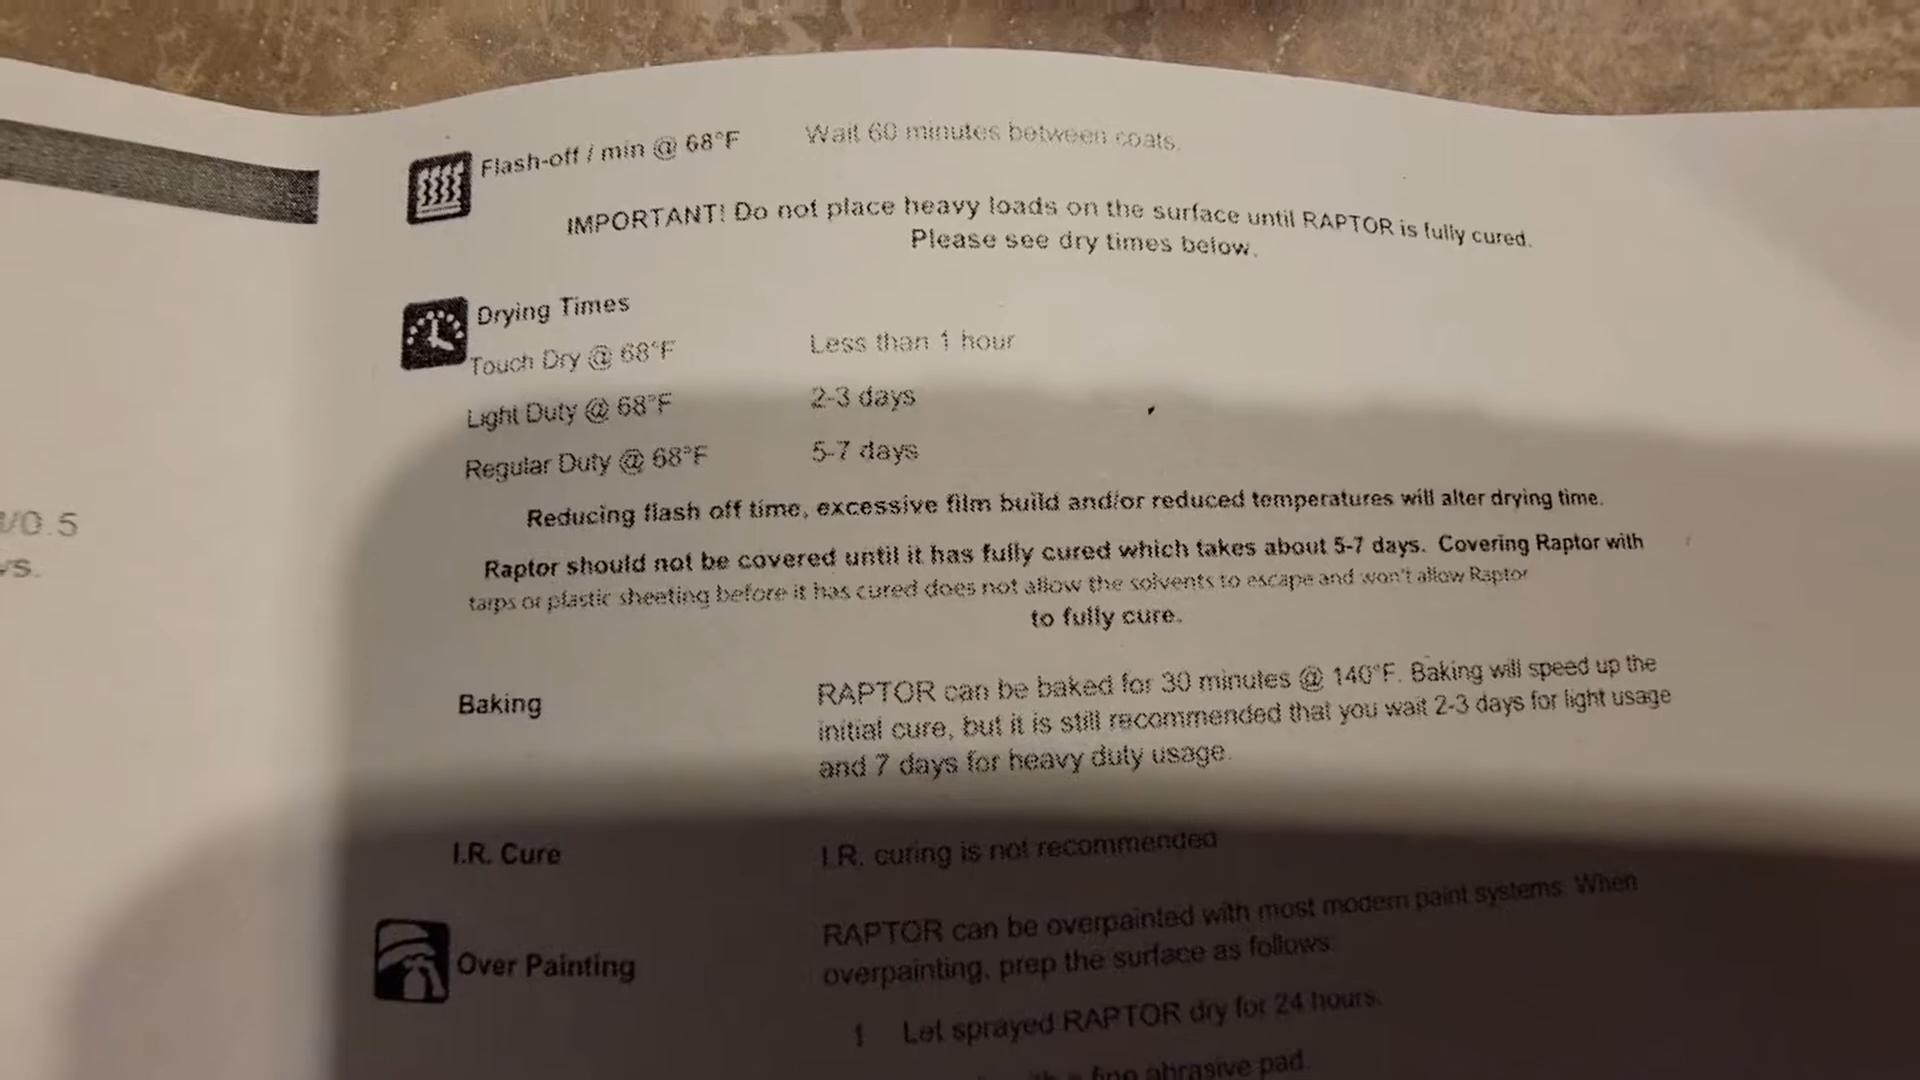 Flash-off / min @ 68°F Wait 60 minutes between coats.
IMPORTANT! Do not place heavy loads on the surface until RAPTOR is fully cured.
Please see dry times below.
Drying Times
Touch Dry @ 68°F Less than 1 hour
Light Duty @ 68°F 2-3 days
Regular Duty @ 68°F 5-7 days
/0.5
Reducing flash off time, excessive film build and/or reduced temperatures will alter drying time.
Raptor should not be covered until it has fully cured which takes about 5-7 days. Covering Raptor with
tarps or plastic sheeting before it has cured does not allow the solvents to escape and won't allow Raptor
to fully cure.
Baking RAPTOR can be baked for 30 minutes @ 140°F. Baking will speed up the
initial cure, but it is still recommended that you wait 2-3 days for light usage
and 7 days for heavy duty usage.
I.R. Cure I.R. curing is not recommended
Over Painting RAPTOR can be overpainted with most modern paint systems. When
overpainting, prep the surface as follows:
1 Let sprayed RAPTOR dry for 24 hours.
a fine abrasive pad.